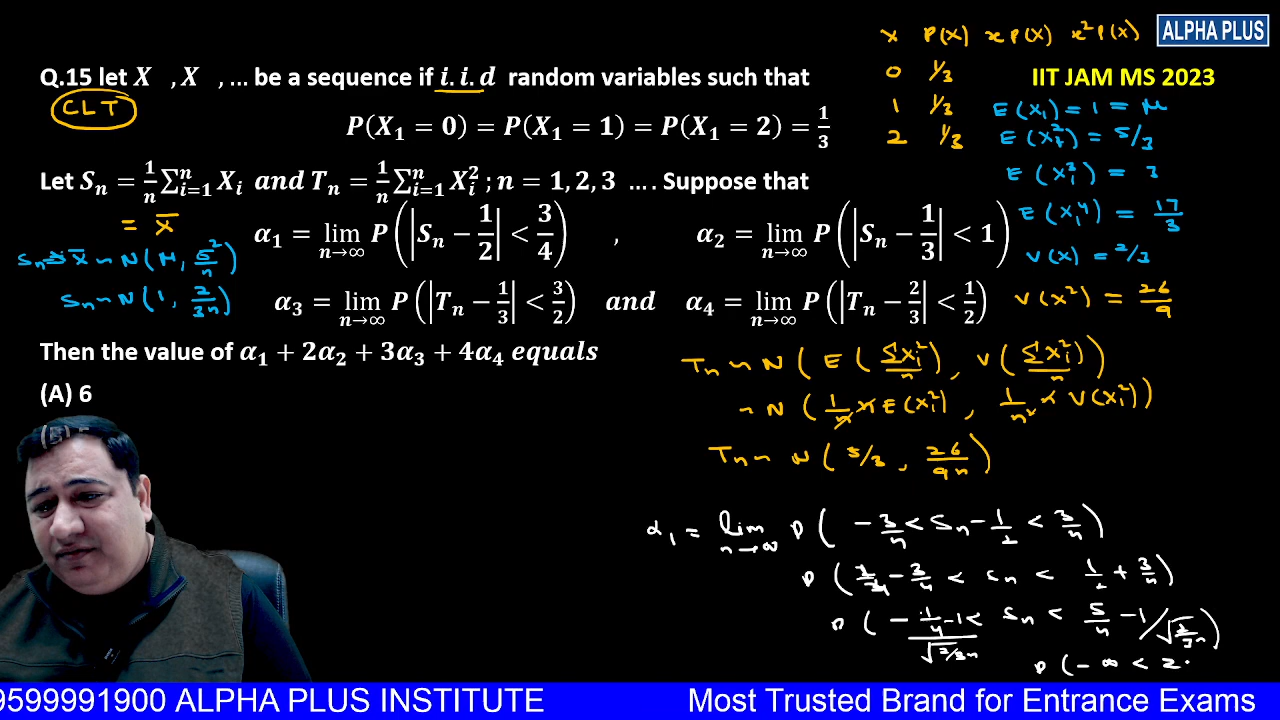 x P(X) xP(X) x²P(X)
ALPHA PLUS
0 1/3
1 1/3
2 1/3
Q.15 let X , X , ... be a sequence if i.i.d random variables such that
IIT JAM MS 2023
CLT
P(X₁ = 0) = P(X₁ = 1) = P(X₁ = 2) = 1/3
E(X₁) = 1 = μ
E(X₁²) = 5/3
E(X₁³) = 3
E(X₁⁴) = 17/3
V(X) = 2/3
V(X²) = 26/9
Let Sₙ = 1/n ∑ᵢ₌₁ⁿ Xᵢ and Tₙ = 1/n ∑ᵢ₌₁ⁿ Xᵢ² ; n = 1, 2, 3 ... . Suppose that
= X̅
α₁ = lim n→∞ P(|Sₙ − 1/2| < 3/4) , α₂ = lim n→∞ P(|Sₙ − 1/3| < 1)
Sₙ = X̅ ~ N(μ, σ²/n)
Sₙ ~ N(1, 2/3n)
α₃ = lim n→∞ P(|Tₙ − 1/3| < 3/2) and α₄ = lim n→∞ P(|Tₙ − 2/3| < 1/2)
Then the value of α₁ + 2α₂ + 3α₃ + 4α₄ equals
(A) 6
Tₙ ~ N(E(Σxᵢ²/n), V(Σxᵢ²/n))
~ N(1/n × n E(Xᵢ²), 1/n² × V(Xᵢ²))
Tₙ ~ N(5/3, 26/9n)
α₁ = lim n→∞ P(−3/4 < Sₙ − 1/2 < 3/4)
P(1/2 − 3/4 < Sₙ < 1/2 + 3/4)
P(−1/4 − 1/√2/3n < Sₙ < 5/4 − 1/√2/3n)
P(−∞ < Z
9599991900 ALPHA PLUS INSTITUTE Most Trusted Brand for Entrance Exams